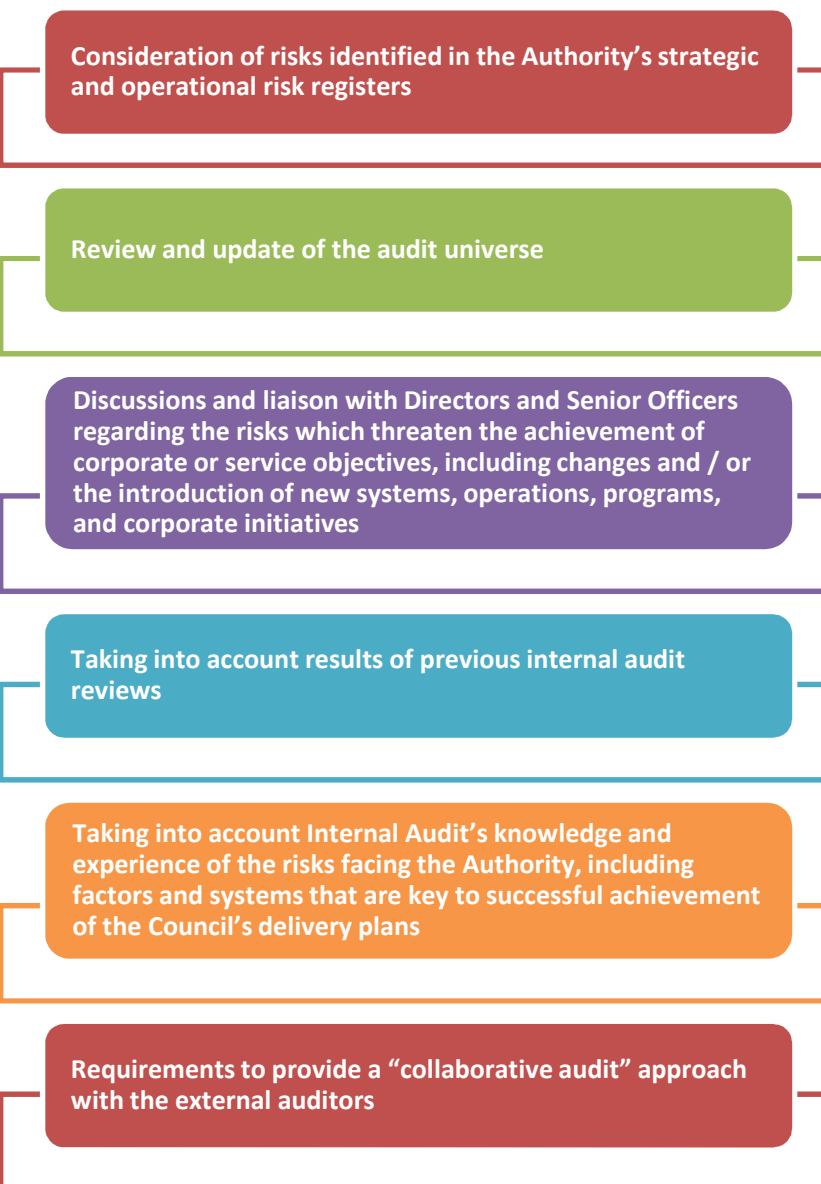 Consideration of risks identified in the Authority’s strategic
and operational risk registers
Review and update of the audit universe
Discussions and liaison with Directors and Senior Officers
regarding the risks which threaten the achievement of
corporate or service objectives, including changes and / or
the introduction of new systems, operations, programs,
and corporate initiatives
Taking into account results of previous internal audit
reviews
Taking into account Internal Audit’s knowledge and
experience of the risks facing the Authority, including
factors and systems that are key to successful achievement
of the Council’s delivery plans
Requirements to provide a “collaborative audit” approach
with the external auditors